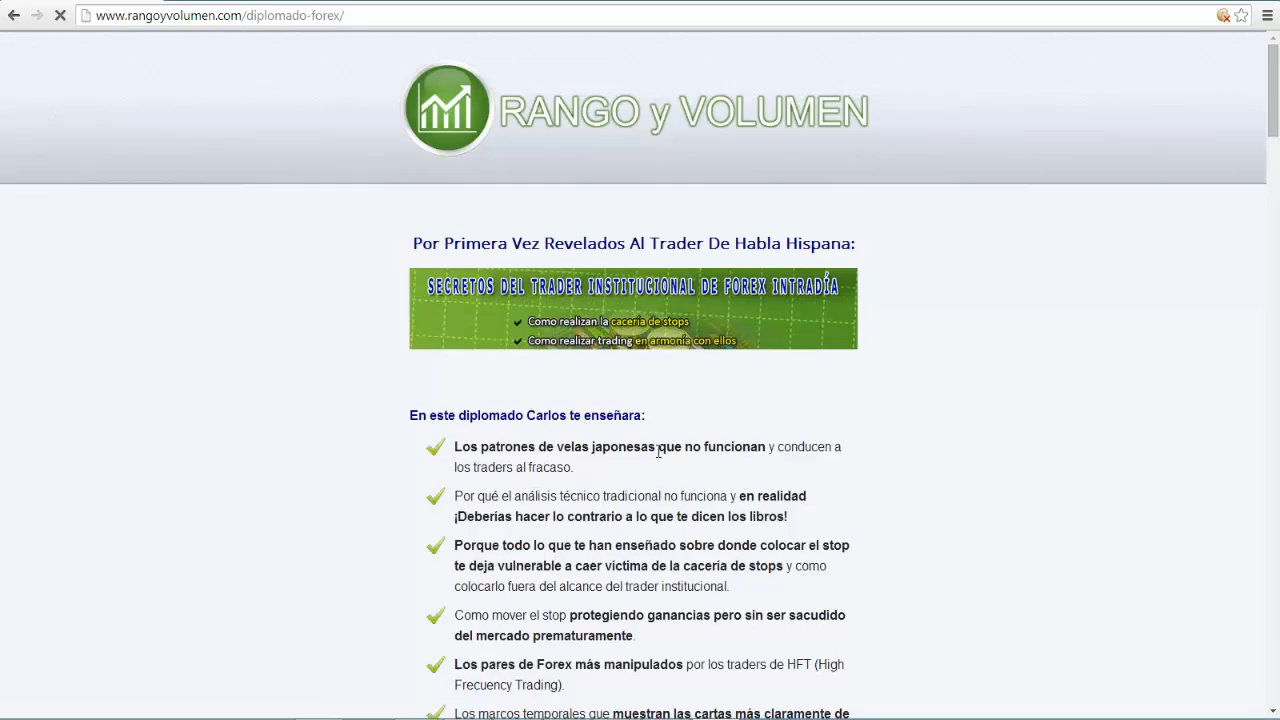 www.rangoyvolumen.com/diplomado-forex/
RANGO y VOLUMEN
Por Primera Vez Revelados Al Trader De Habla Hispana:
SECRETOS DEL TRADER INSTITUCIONAL DE FOREX INTRADÍA
Como realizan la cacería de stops
Como realizar trading en armonía con ellos
En este diplomado Carlos te enseñara:
Los patrones de velas japonesas que no funcionan y conducen a
los traders al fracaso.
Por qué el análisis técnico tradicional no funciona y en realidad
¡Deberías hacer lo contrario a lo que te dicen los libros!
Porque todo lo que te han enseñado sobre donde colocar el stop
te deja vulnerable a caer víctima de la cacería de stops y como
colocarlo fuera del alcance del trader institucional.
Como mover el stop protegiendo ganancias pero sin ser sacudido
del mercado prematuramente.
Los pares de Forex más manipulados por los traders de HFT (High
Frecuency Trading).
Los marcos temporales que muestran las cartas más claramente de